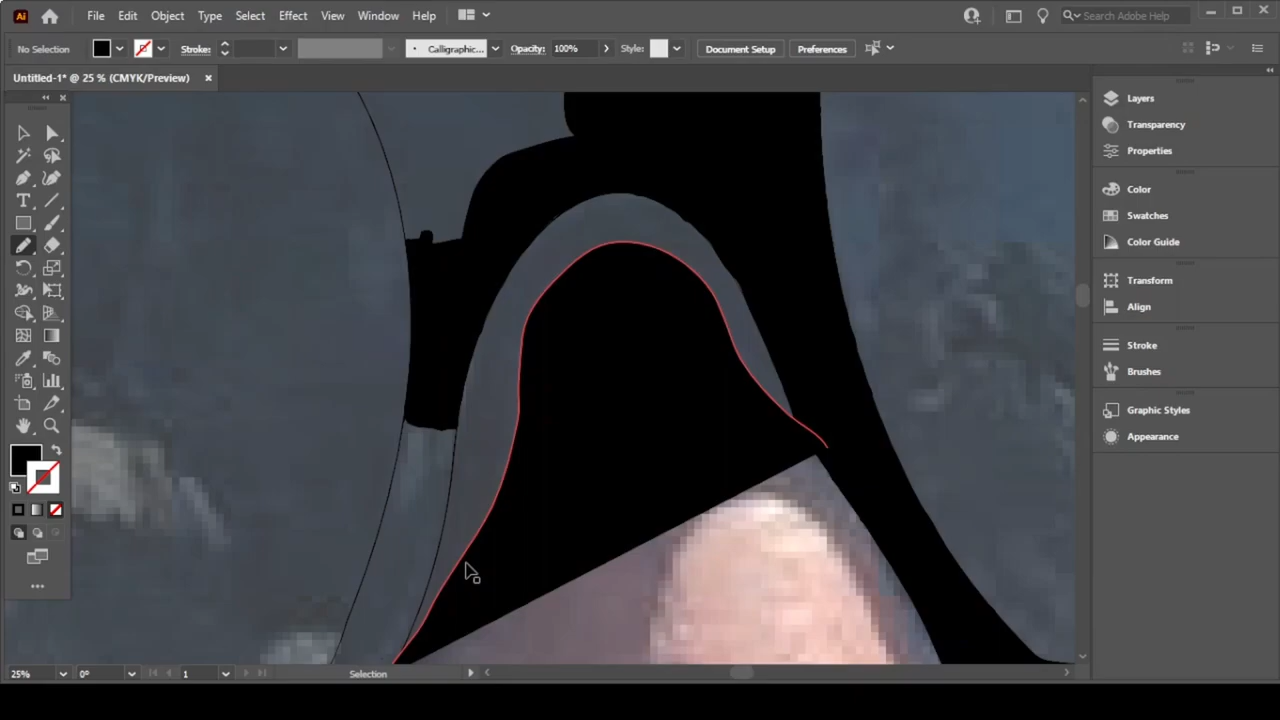 Ai File Edit Object Type Select Effect View Window Help Search Adobe Help
No Selection Stroke: Calligraphic... Opacity: 100% Style: Document Setup Preferences
Untitled-1* @ 25 % (CMYK/Preview)
Layers
Transparency
Properties
Color
Swatches
Color Guide
Transform
Align
Stroke
Brushes
Graphic Styles
Appearance
25% 0° 1 Selection